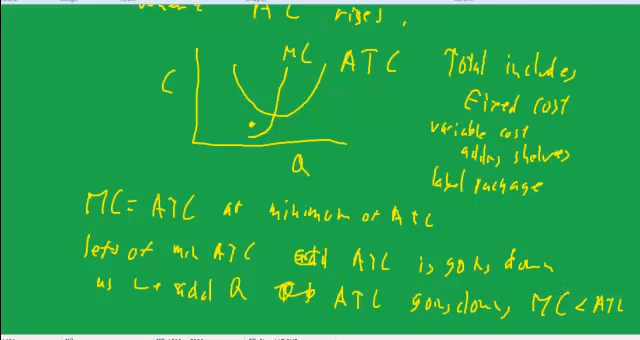 ATC rises.
MC ATC
C
Q
Total includes
Fixed cost
variable cost
adding shelves
label package
MC = ATC at minimum of ATC
left of min ATC ATC is going down
as we add Q ATC going down, MC < ATC